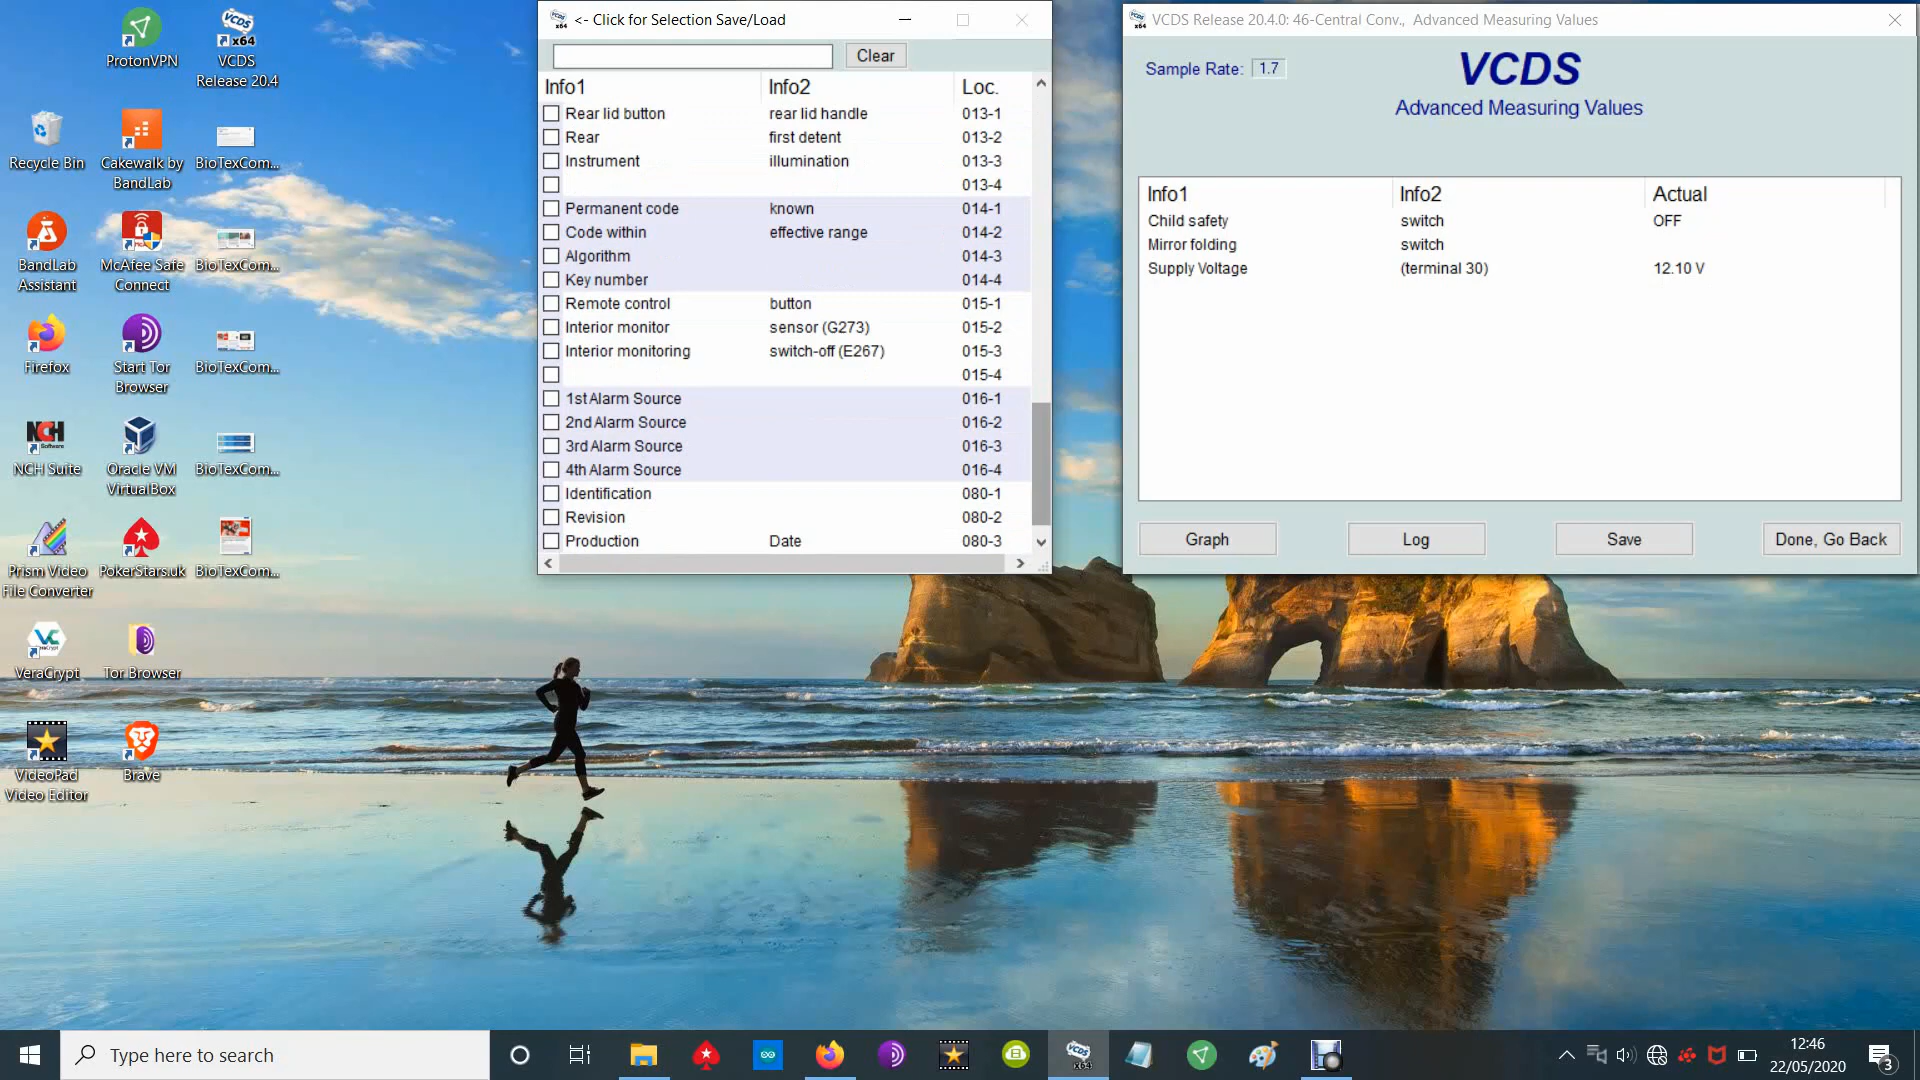 ProtonVPN
VCDS
x64
VCDS
Release 20.4
Recycle Bin
Cakewalk by
BandLab
BioTexCom...
BandLab
Assistant
McAfee Safe
Connect
BioTexCom...
Firefox
Start Tor
Browser
BioTexCom...
NCH
Software
NCH Suite
Oracle VM
VirtualBox
BioTexCom...
Prism Video
File Converter
PokerStars.uk
BioTexCom...
VeraCrypt
Tor Browser
VideoPad
Video Editor
Brave
<- Click for Selection Save/Load
Clear
Info1 Info2 Loc.
Rear lid button rear lid handle 013-1
Rear first detent 013-2
Instrument illumination 013-3
013-4
Permanent code known 014-1
Code within effective range 014-2
Algorithm 014-3
Key number 014-4
Remote control button 015-1
Interior monitor sensor (G273) 015-2
Interior monitoring switch-off (E267) 015-3
015-4
1st Alarm Source 016-1
2nd Alarm Source 016-2
3rd Alarm Source 016-3
4th Alarm Source 016-4
Identification 080-1
Revision 080-2
Production Date 080-3
VCDS Release 20.4.0: 46-Central Conv., Advanced Measuring Values
Sample Rate: 1.7
VCDS
Advanced Measuring Values
Info1 Info2 Actual
Child safety switch OFF
Mirror folding switch
Supply Voltage (terminal 30) 12.10 V
Graph Log Save Done, Go Back
Type here to search
VCDS
x64
12:46
22/05/2020
3